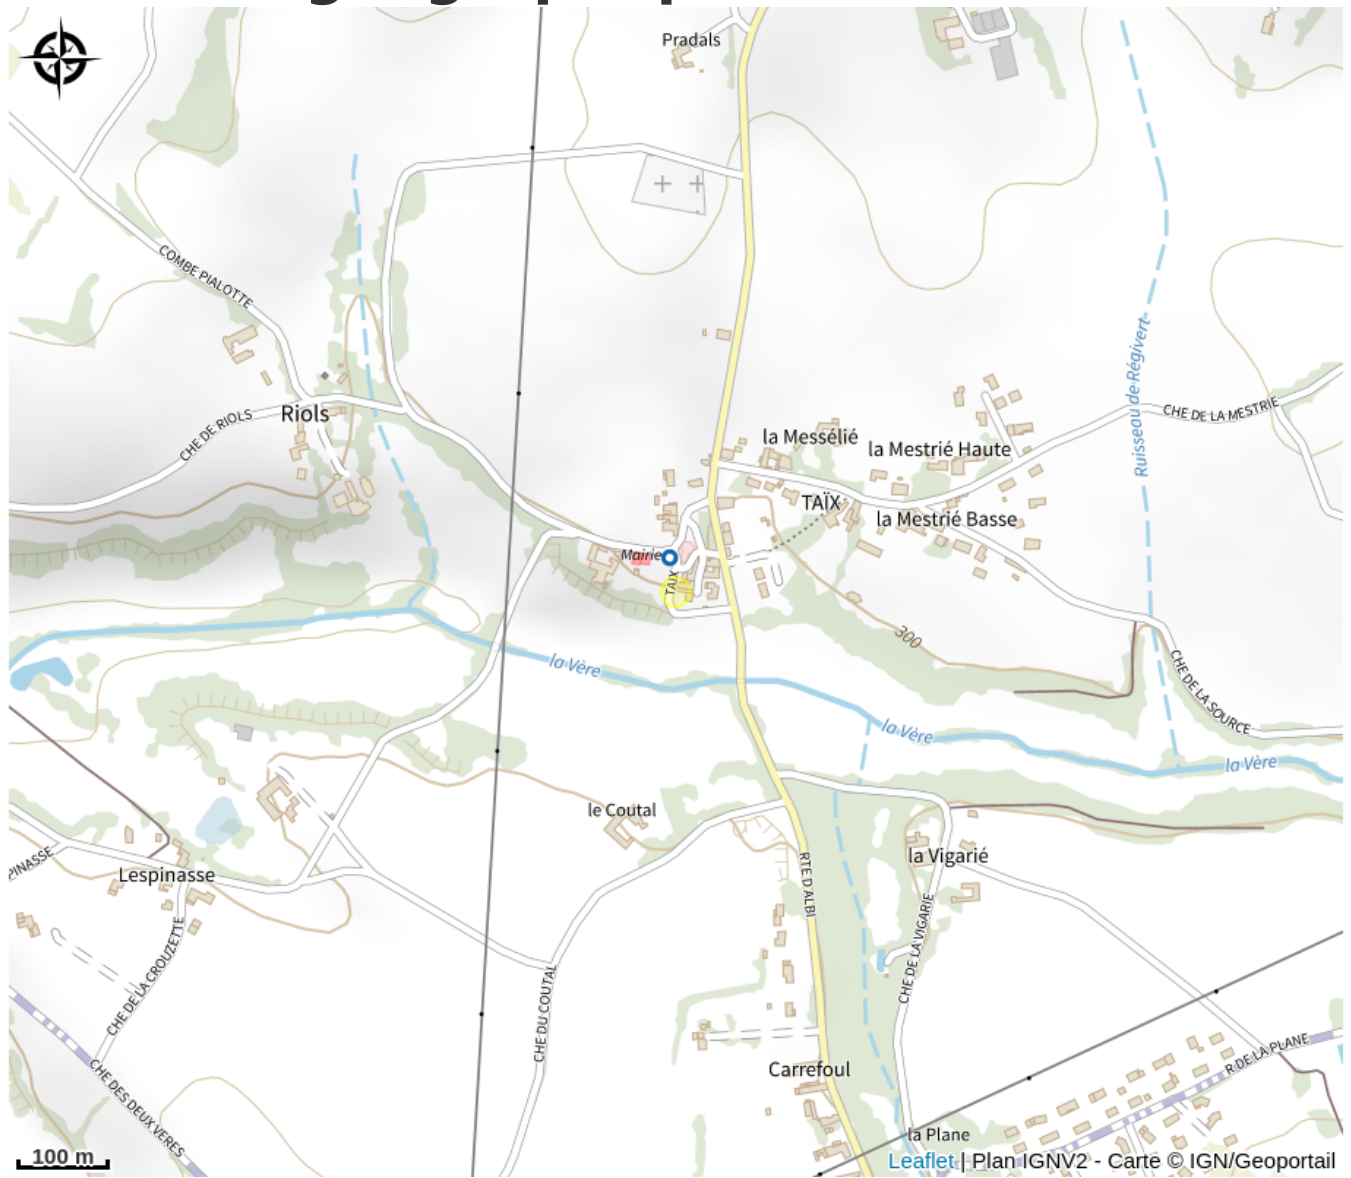 Pradals
COMBE PIALOTTE
Ruisseau de Régivert
CHE DE LA MESTRIE
Riols
CHE DE RIOLS
la Messélié
la Mestrié Haute
TAÏX
la Mestrié Basse
Mairie
TAIX
300
la Vère
CHE DE LA SOURCE
la Vère
la Vère
le Coutal
la Vigarié
PINASSE
Lespinasse
RTE D ALBI
CHE DE LA CROUZETTE
CHE DE LA VIGARIE
CHE DU COUTAL
R DE LA PLANE
Carrefoul
CHE DES DEUX VERES
la Plane
100 m
Leaflet | Plan IGNV2 - Carte © IGN/Geoportail